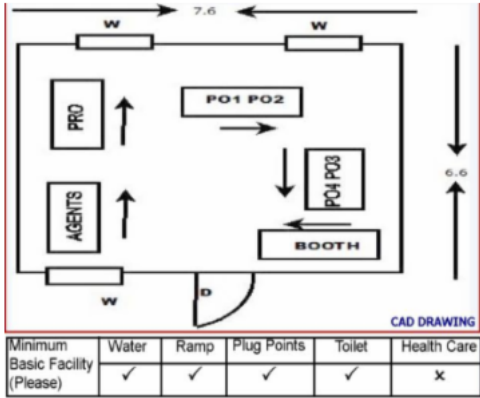 7.6
W W
PRO
PO1 PO2
PO4 PO3
6.6
AGENTS
BOOTH
W
D
CAD DRAWING
Minimum Basic Facility (Please) Water Ramp Plug Points Toilet Health Care
✓ ✓ ✓ ✓ x